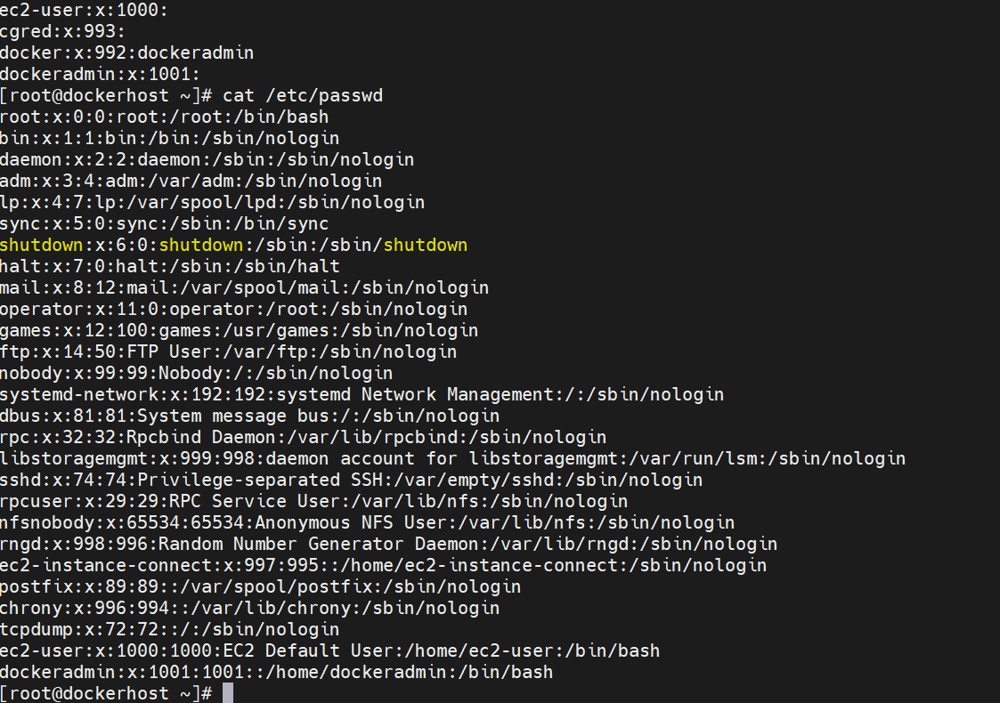 ec2-user:x:1000:
cgred:x:993:
docker:x:992:dockeradmin
dockeradmin:x:1001:
[root@dockerhost ~]# cat /etc/passwd
root:x:0:0:root:/root:/bin/bash
bin:x:1:1:bin:/bin:/sbin/nologin
daemon:x:2:2:daemon:/sbin:/sbin/nologin
adm:x:3:4:adm:/var/adm:/sbin/nologin
lp:x:4:7:lp:/var/spool/lpd:/sbin/nologin
sync:x:5:0:sync:/sbin:/bin/sync
shutdown:x:6:0:shutdown:/sbin:/sbin/shutdown
halt:x:7:0:halt:/sbin:/sbin/halt
mail:x:8:12:mail:/var/spool/mail:/sbin/nologin
operator:x:11:0:operator:/root:/sbin/nologin
games:x:12:100:games:/usr/games:/sbin/nologin
ftp:x:14:50:FTP User:/var/ftp:/sbin/nologin
nobody:x:99:99:Nobody:/:/sbin/nologin
systemd-network:x:192:192:systemd Network Management:/:/sbin/nologin
dbus:x:81:81:System message bus:/:/sbin/nologin
rpc:x:32:32:Rpcbind Daemon:/var/lib/rpcbind:/sbin/nologin
libstoragemgmt:x:999:998:daemon account for libstoragemgmt:/var/run/lsm:/sbin/nologin
sshd:x:74:74:Privilege-separated SSH:/var/empty/sshd:/sbin/nologin
rpcuser:x:29:29:RPC Service User:/var/lib/nfs:/sbin/nologin
nfsnobody:x:65534:65534:Anonymous NFS User:/var/lib/nfs:/sbin/nologin
rngd:x:998:996:Random Number Generator Daemon:/var/lib/rngd:/sbin/nologin
ec2-instance-connect:x:997:995::/home/ec2-instance-connect:/sbin/nologin
postfix:x:89:89::/var/spool/postfix:/sbin/nologin
chrony:x:996:994::/var/lib/chrony:/sbin/nologin
tcpdump:x:72:72::/:/sbin/nologin
ec2-user:x:1000:1000:EC2 Default User:/home/ec2-user:/bin/bash
dockeradmin:x:1001:1001::/home/dockeradmin:/bin/bash
[root@dockerhost ~]#